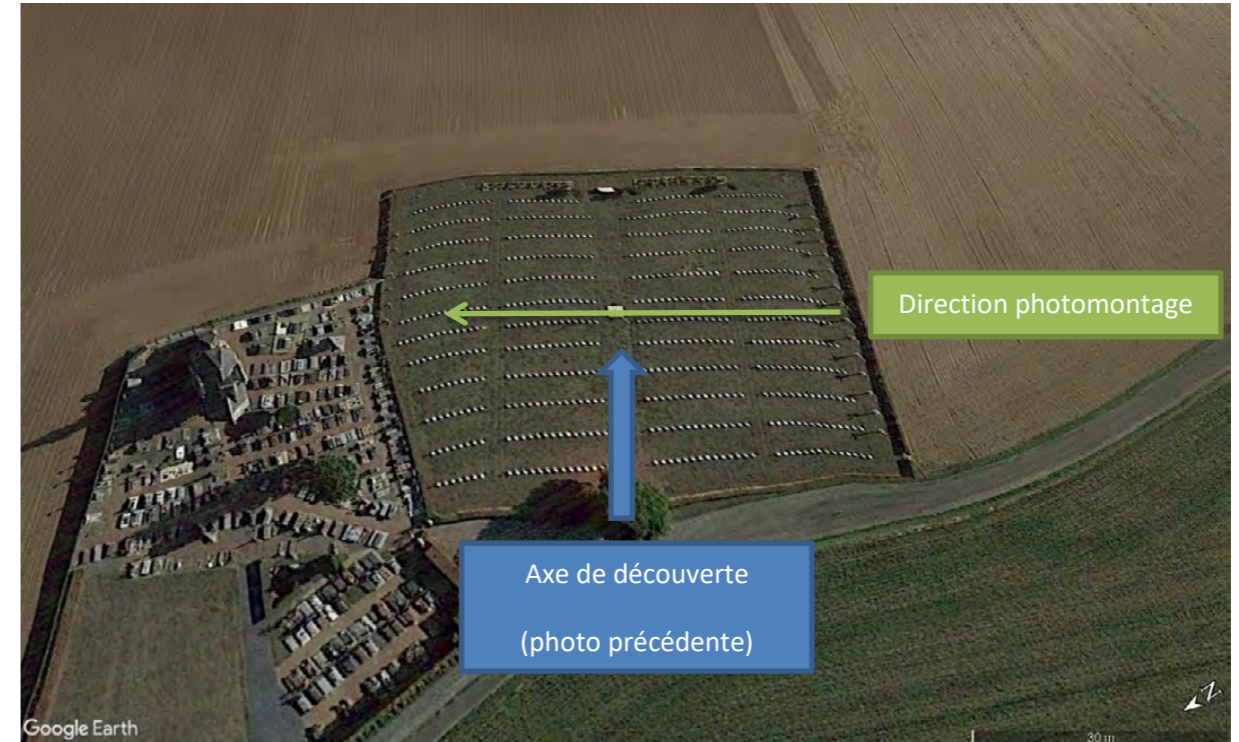 Direction photomontage
Axe de découverte
(photo précédente)
N
Google Earth
30 m